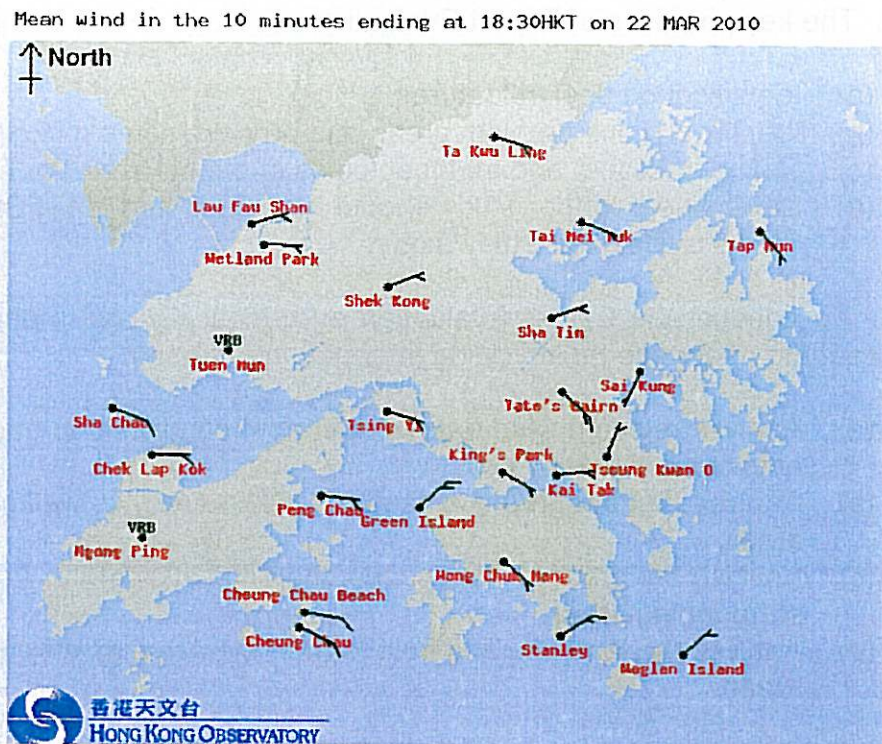 Mean wind in the 10 minutes ending at 18:30HKT on 22 MAR 2010
North
Ta Kwu Ling
Lau Fau Shan
Tai Mei Tuk
Tap Mun
Wetland Park
Shek Kong
Sha Tin
VRB
Tuen Mun
Sai Kung
Tate's Cairn
Sha Chau
Tsing Yi
King's Park
Tseung Kwan O
Chek Lap Kok
Kai Tak
Peng Chau
Green Island
VRB
Ngong Ping
Wong Chuk Hang
Cheung Chau Beach
Cheung Chau
Stanley
Waglan Island
香港天文台
HONG KONG OBSERVATORY